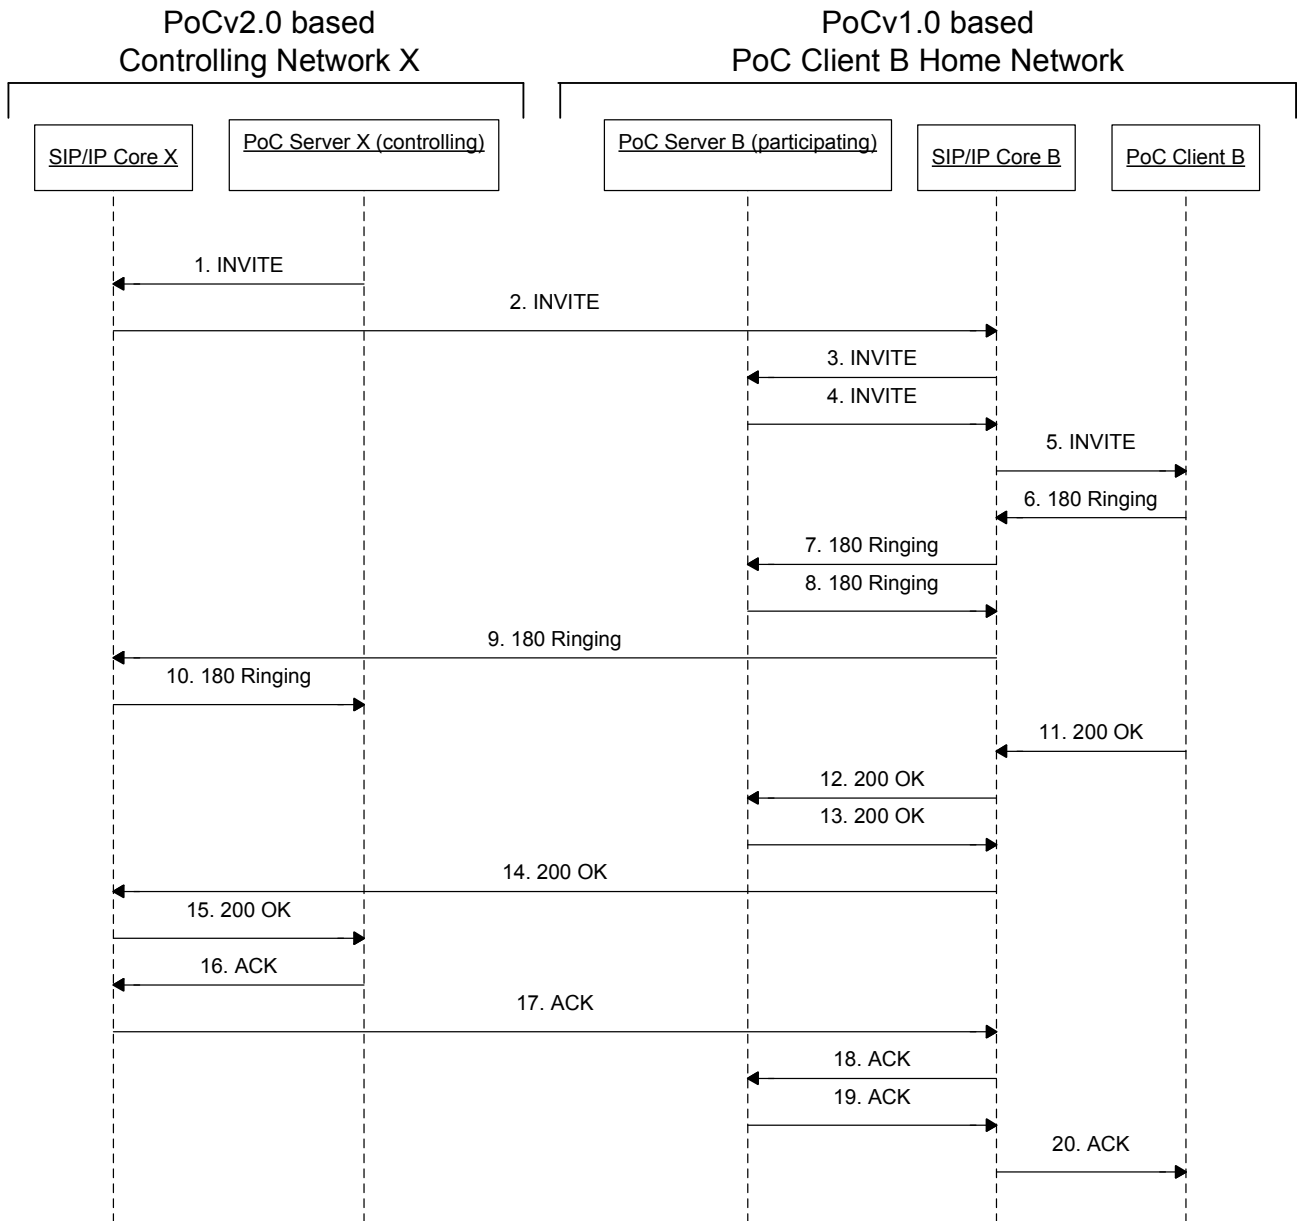 PoCv2.0 based
Controlling Network X
PoCv1.0 based
PoC Client B Home Network
SIP/IP Core X
PoC Server X (controlling)
PoC Server B (participating)
SIP/IP Core B
PoC Client B
1. INVITE
2. INVITE
3. INVITE
4. INVITE
5. INVITE
6. 180 Ringing
7. 180 Ringing
8. 180 Ringing
9. 180 Ringing
10. 180 Ringing
11. 200 OK
12. 200 OK
13. 200 OK
14. 200 OK
15. 200 OK
16. ACK
17. ACK
18. ACK
19. ACK
20. ACK